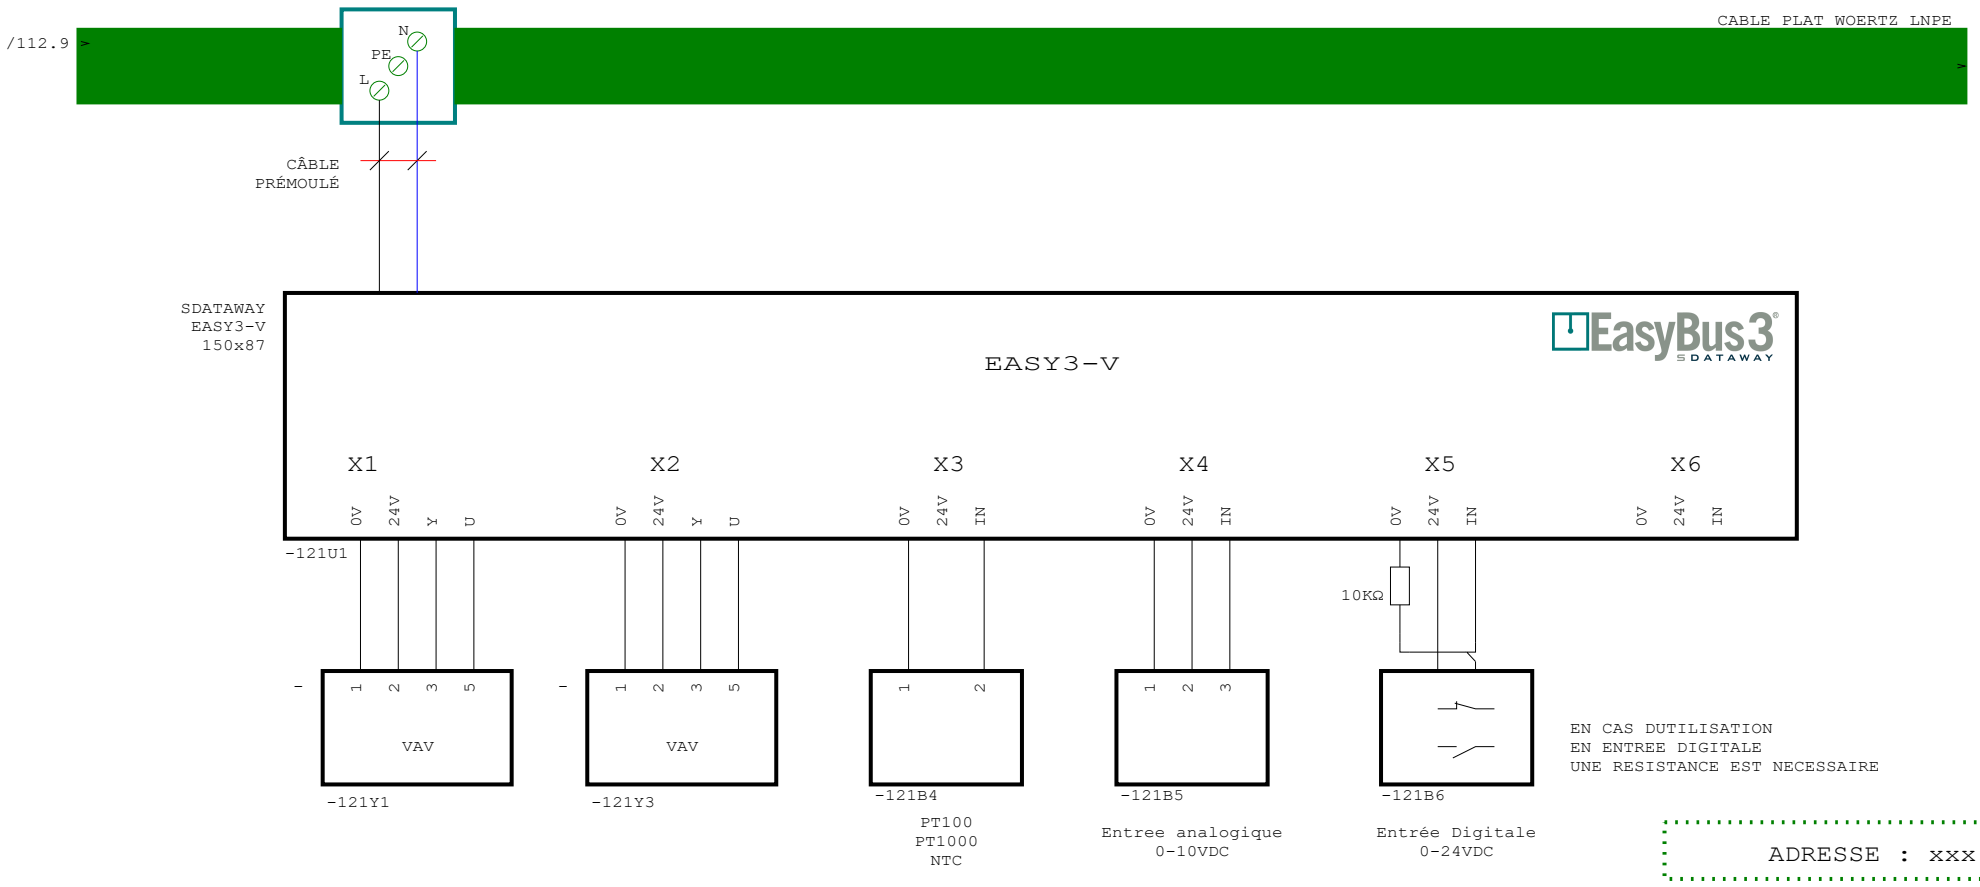 CABLE PLAT WOERTZ LNPE
/112.9 >
N
PE
L
>
CÂBLE
PRÉMOULÉ
SDATAWAY
EASY3-V
150x87
EasyBus3®
SDATAWAY
EASY3-V
X1 X2 X3 X4 X5 X6
0V 24V Y U 0V 24V Y U 0V 24V IN 0V 24V IN 0V 24V IN 0V 24V IN
-121U1
10KΩ
- 1 2 3 5 - 1 2 3 5 1 2 1 2 3
VAV VAV
EN CAS DUTILISATION
EN ENTREE DIGITALE
UNE RESISTANCE EST NECESSAIRE
-121Y1 -121Y3 -121B4 -121B5 -121B6
PT100
PT1000
NTC
Entree analogique
0-10VDC
Entrée Digitale
0-24VDC
ADRESSE : xxx